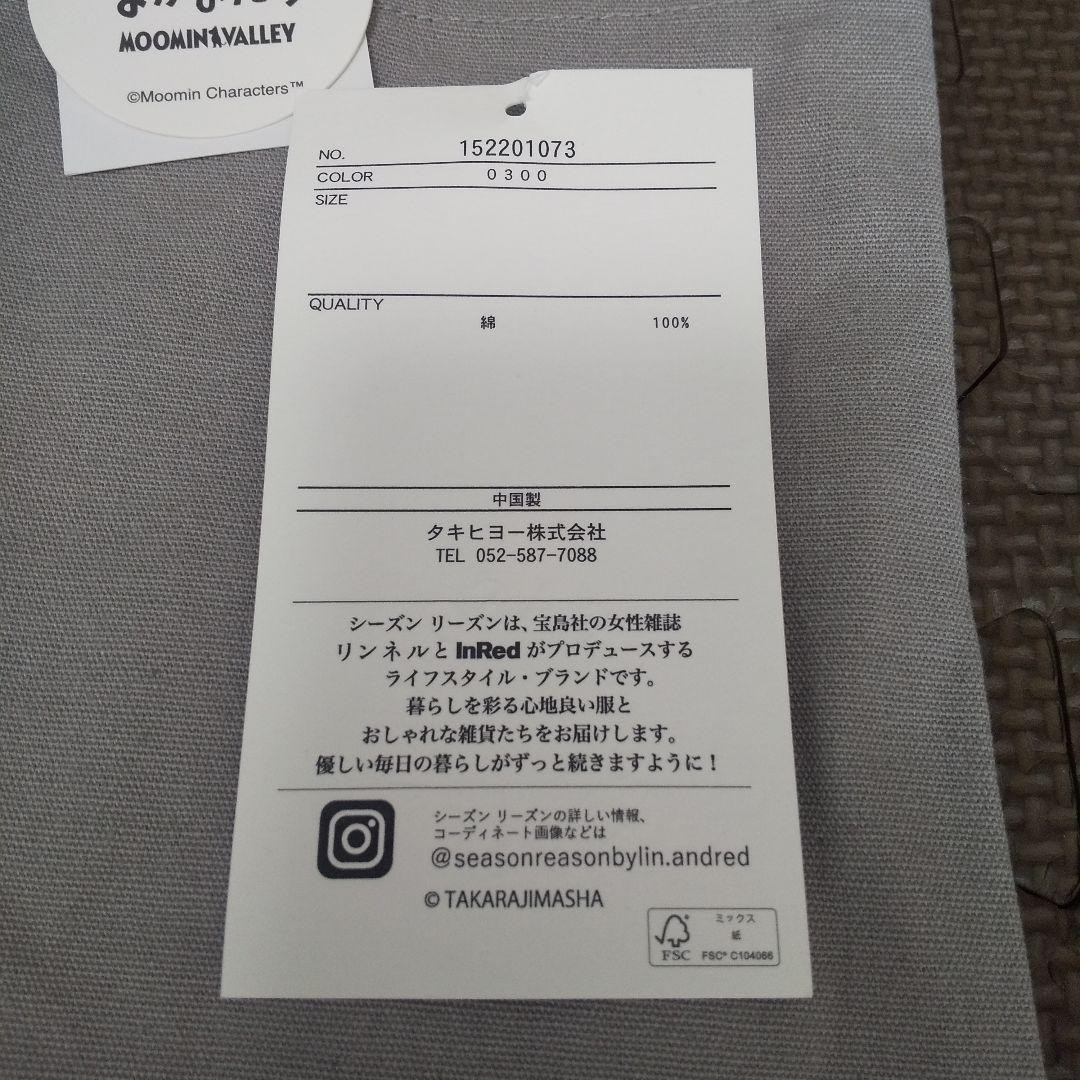 MOOMIN VALLEY
©Moomin Characters™
NO. 152201073
COLOR 0300
SIZE
QUALITY
綿 100%
中国製
タキヒヨー株式会社
TEL 052-587-7088
シーズン リーズンは、宝島社の女性雑誌
リンネルと InRed がプロデュースする
ライフスタイル・ブランドです。
暮らしを彩る心地良い服と
おしゃれな雑貨たちをお届けします。
優しい毎日の暮らしがずっと続きますように!
シーズン リーズンの詳しい情報、
コーディネート画像などは
@seasonreasonbylin.andred
© TAKARAJIMASHA
ミックス
紙
FSC
FSC® C104066